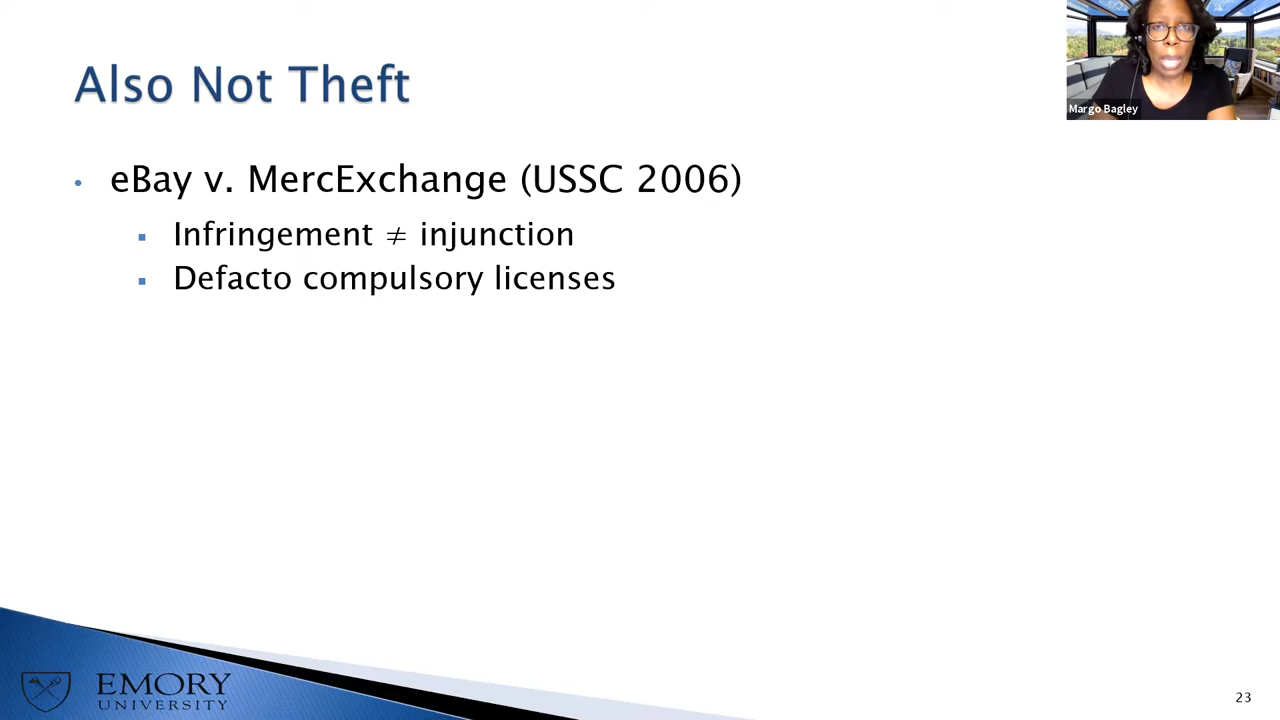 Also Not Theft
Margo Bagley
• eBay v. MercExchange (USSC 2006)
▪ Infringement ≠ injunction
▪ Defacto compulsory licenses
EMORY
UNIVERSITY
23